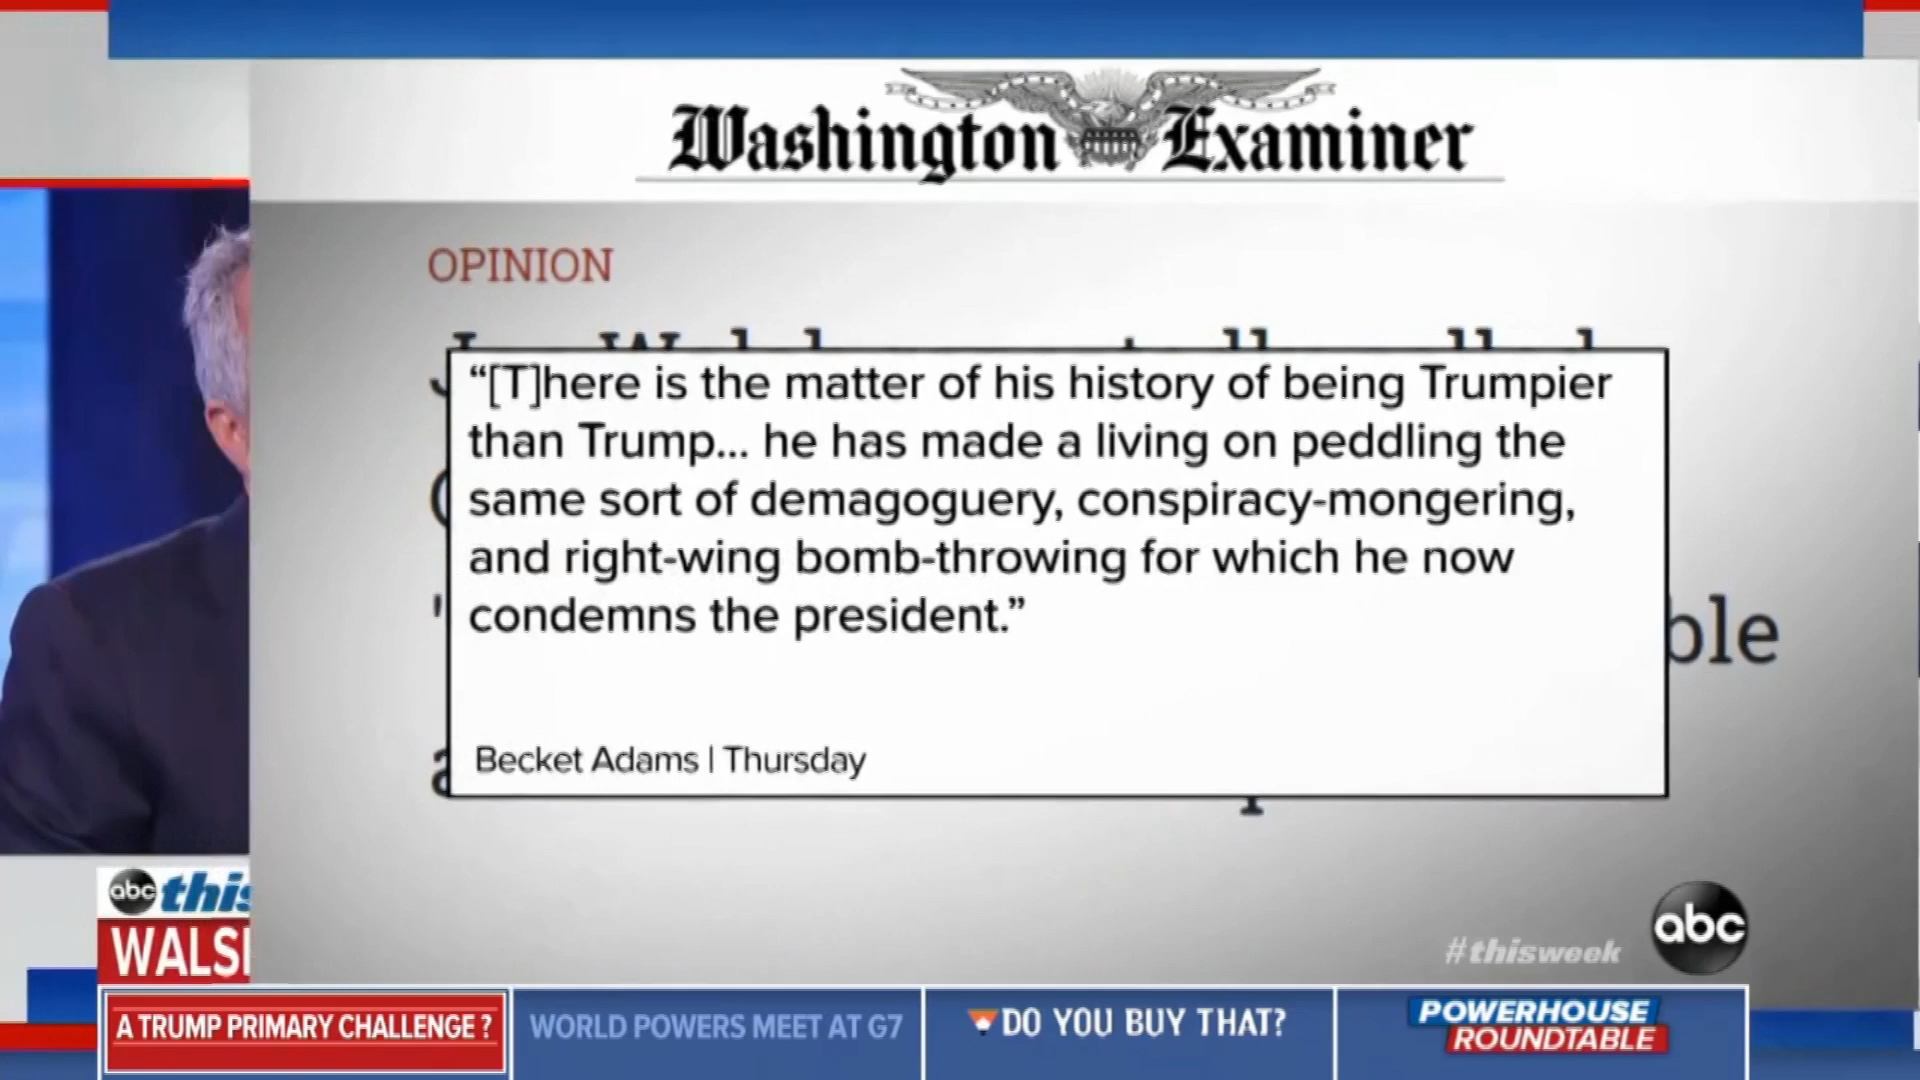 Washington Examiner
OPINION
“[T]here is the matter of his history of being Trumpier
than Trump... he has made a living on peddling the
same sort of demagoguery, conspiracy-mongering,
and right-wing bomb-throwing for which he now
condemns the president.”
ble
Becket Adams | Thursday
abc this
WALS
#thisweek
abc
A TRUMP PRIMARY CHALLENGE ?
WORLD POWERS MEET AT G7
DO YOU BUY THAT?
POWERHOUSE
ROUNDTABLE